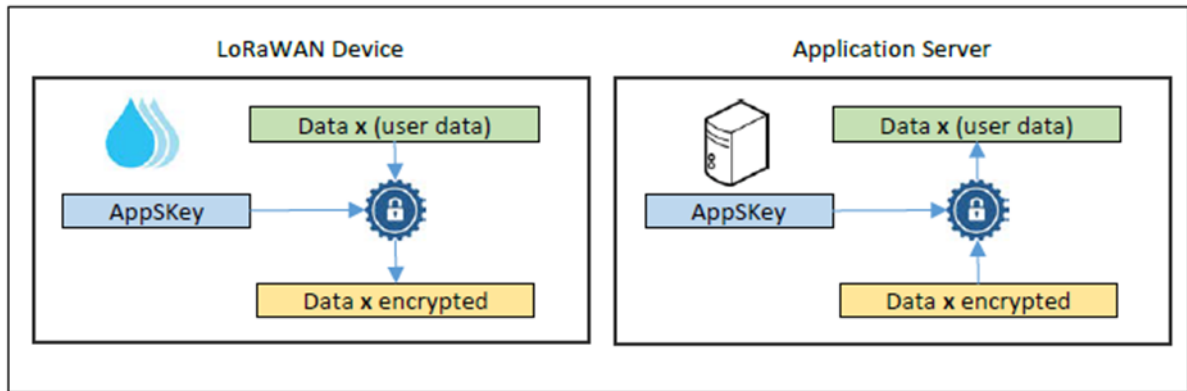 LoRaWAN Device
Application Server
Data x (user data)
Data x (user data)
AppSKey
AppSKey
Data x encrypted
Data x encrypted